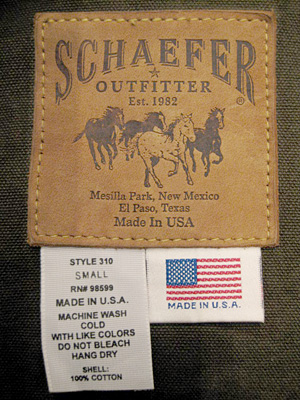 SCHAEFER
OUTFITTER
Est. 1982
®
Mesilla Park, New Mexico
El Paso, Texas
Made In USA
STYLE 310
SMALL
RN# 98599
MADE IN U.S.A.
MACHINE WASH
COLD
WITH LIKE COLORS
DO NOT BLEACH
HANG DRY
SHELL:
100% COTTON
MADE IN U.S.A.